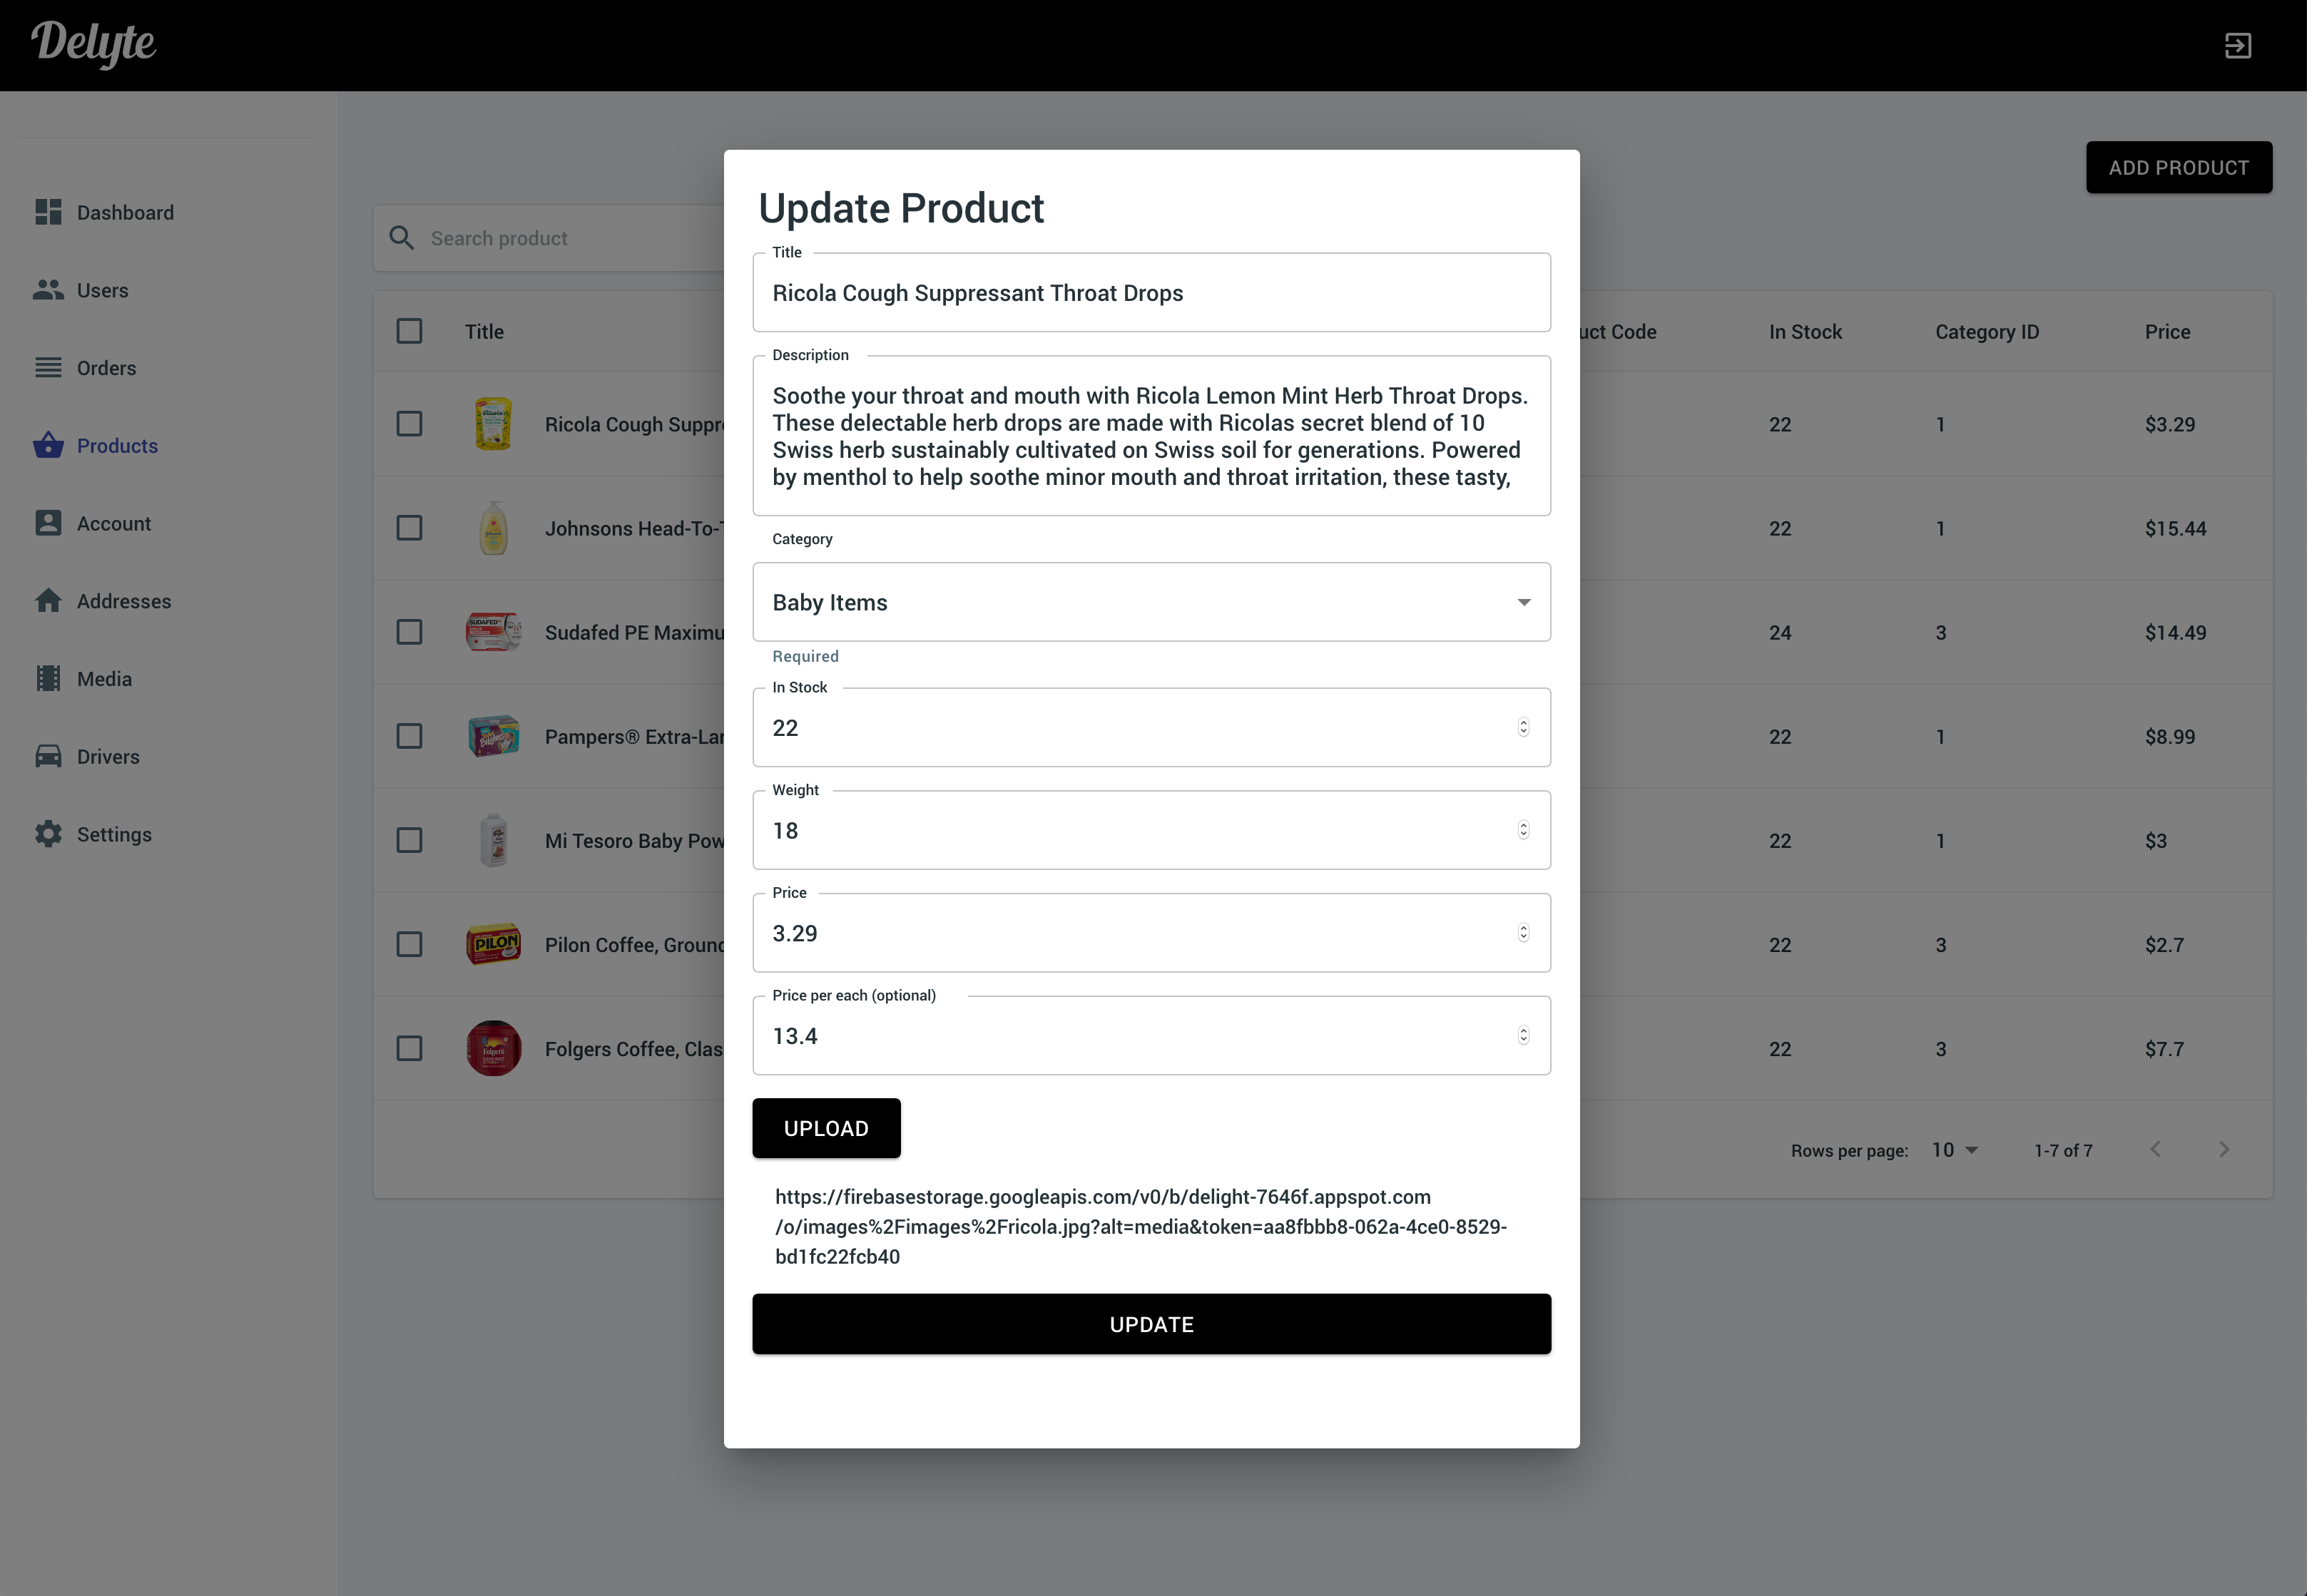 Delyte
Dashboard
Users
Orders
Products
Account
Addresses
Media
Drivers
Settings
ADD PRODUCT
Search product
Title
uct Code
In Stock
Category ID
Price
Ricola Cough Suppr
22
1
$3.29
Johnsons Head-To-
22
1
$15.44
Sudafed PE Maximu
24
3
$14.49
Pampers® Extra-Lar
22
1
$8.99
Mi Tesoro Baby Pow
22
1
$3
PILON
Pilon Coffee, Ground
22
3
$2.7
Folgers
Folgers Coffee, Clas
22
3
$7.7
Rows per page:
10
1-7 of 7
Update Product
Title
Ricola Cough Suppressant Throat Drops
Description
Soothe your throat and mouth with Ricola Lemon Mint Herb Throat Drops.
These delectable herb drops are made with Ricolas secret blend of 10
Swiss herb sustainably cultivated on Swiss soil for generations. Powered
by menthol to help soothe minor mouth and throat irritation, these tasty,
Category
Baby Items
Required
In Stock
22
Weight
18
Price
3.29
Price per each (optional)
13.4
UPLOAD
https://firebasestorage.googleapis.com/v0/b/delight-7646f.appspot.com
/o/images%2Fimages%2Fricola.jpg?alt=media&token=aa8fbbb8-062a-4ce0-8529-
bd1fc22fcb40
UPDATE